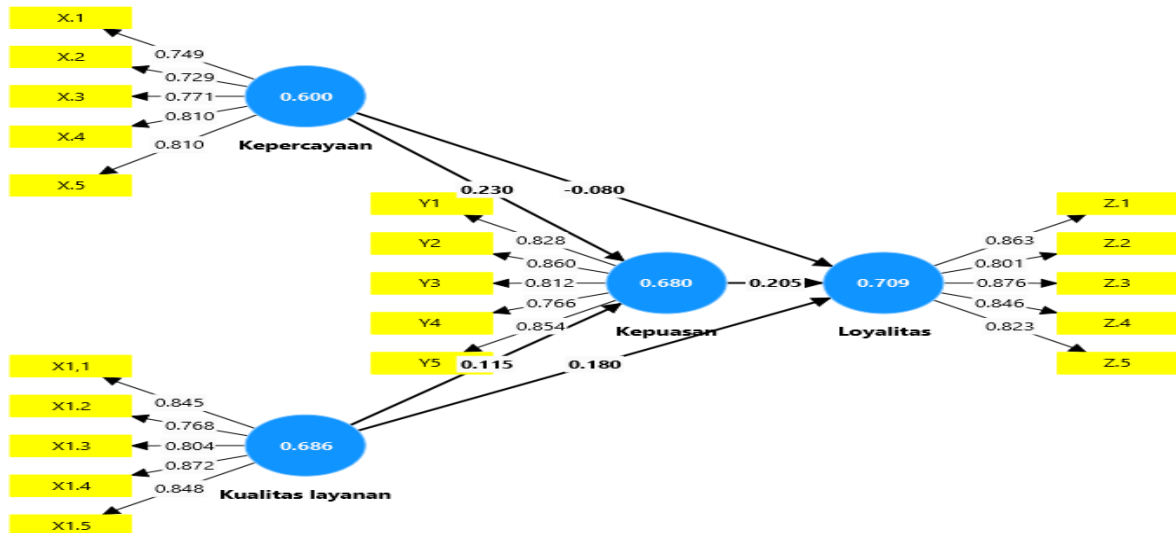 X.1
X.2
X.3
X.4
X.5
0.749
0.729
0.771
0.810
0.810
0.600
Kepercayaan
0.230
-0.080
Y1
Y2
Y3
Y4
Y5
0.828
0.860
0.812
0.766
0.854
0.680
Kepuasan
0.205
0.709
Loyalitas
0.863
0.801
0.876
0.846
0.823
Z.1
Z.2
Z.3
Z.4
Z.5
0.115
0.180
X1,1
X1.2
X1.3
X1.4
X1.5
0.845
0.768
0.804
0.872
0.848
0.686
Kualitas layanan